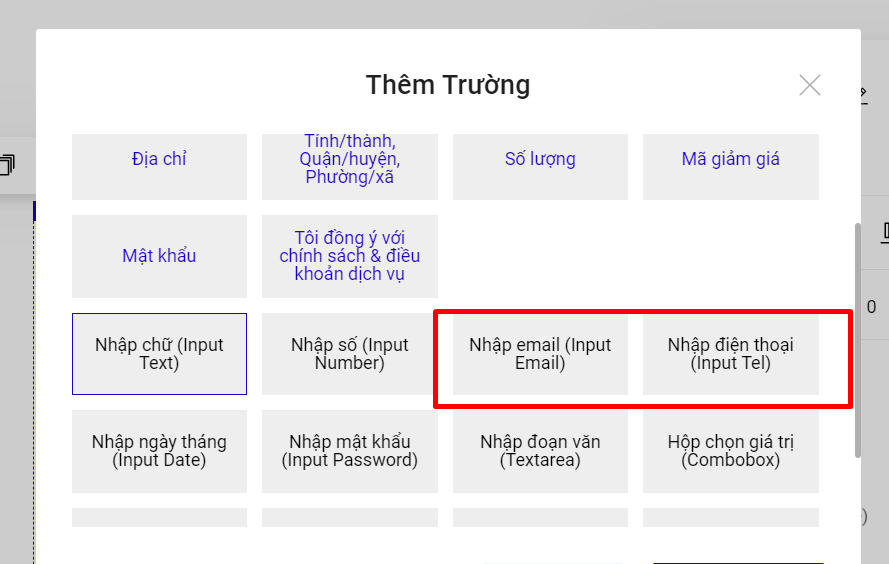 Thêm Trường
Địa chỉ
Tỉnh/thành,
Quận/huyện,
Phường/xã
Số lượng
Mã giảm giá
Mật khẩu
Tôi đồng ý với
chính sách & điều
khoản dịch vụ
Nhập chữ (Input
Text)
Nhập số (Input
Number)
Nhập email (Input
Email)
Nhập điện thoại
(Input Tel)
Nhập ngày tháng
(Input Date)
Nhập mật khẩu
(Input Password)
Nhập đoạn văn
(Textarea)
Hộp chọn giá trị
(Combobox)
0